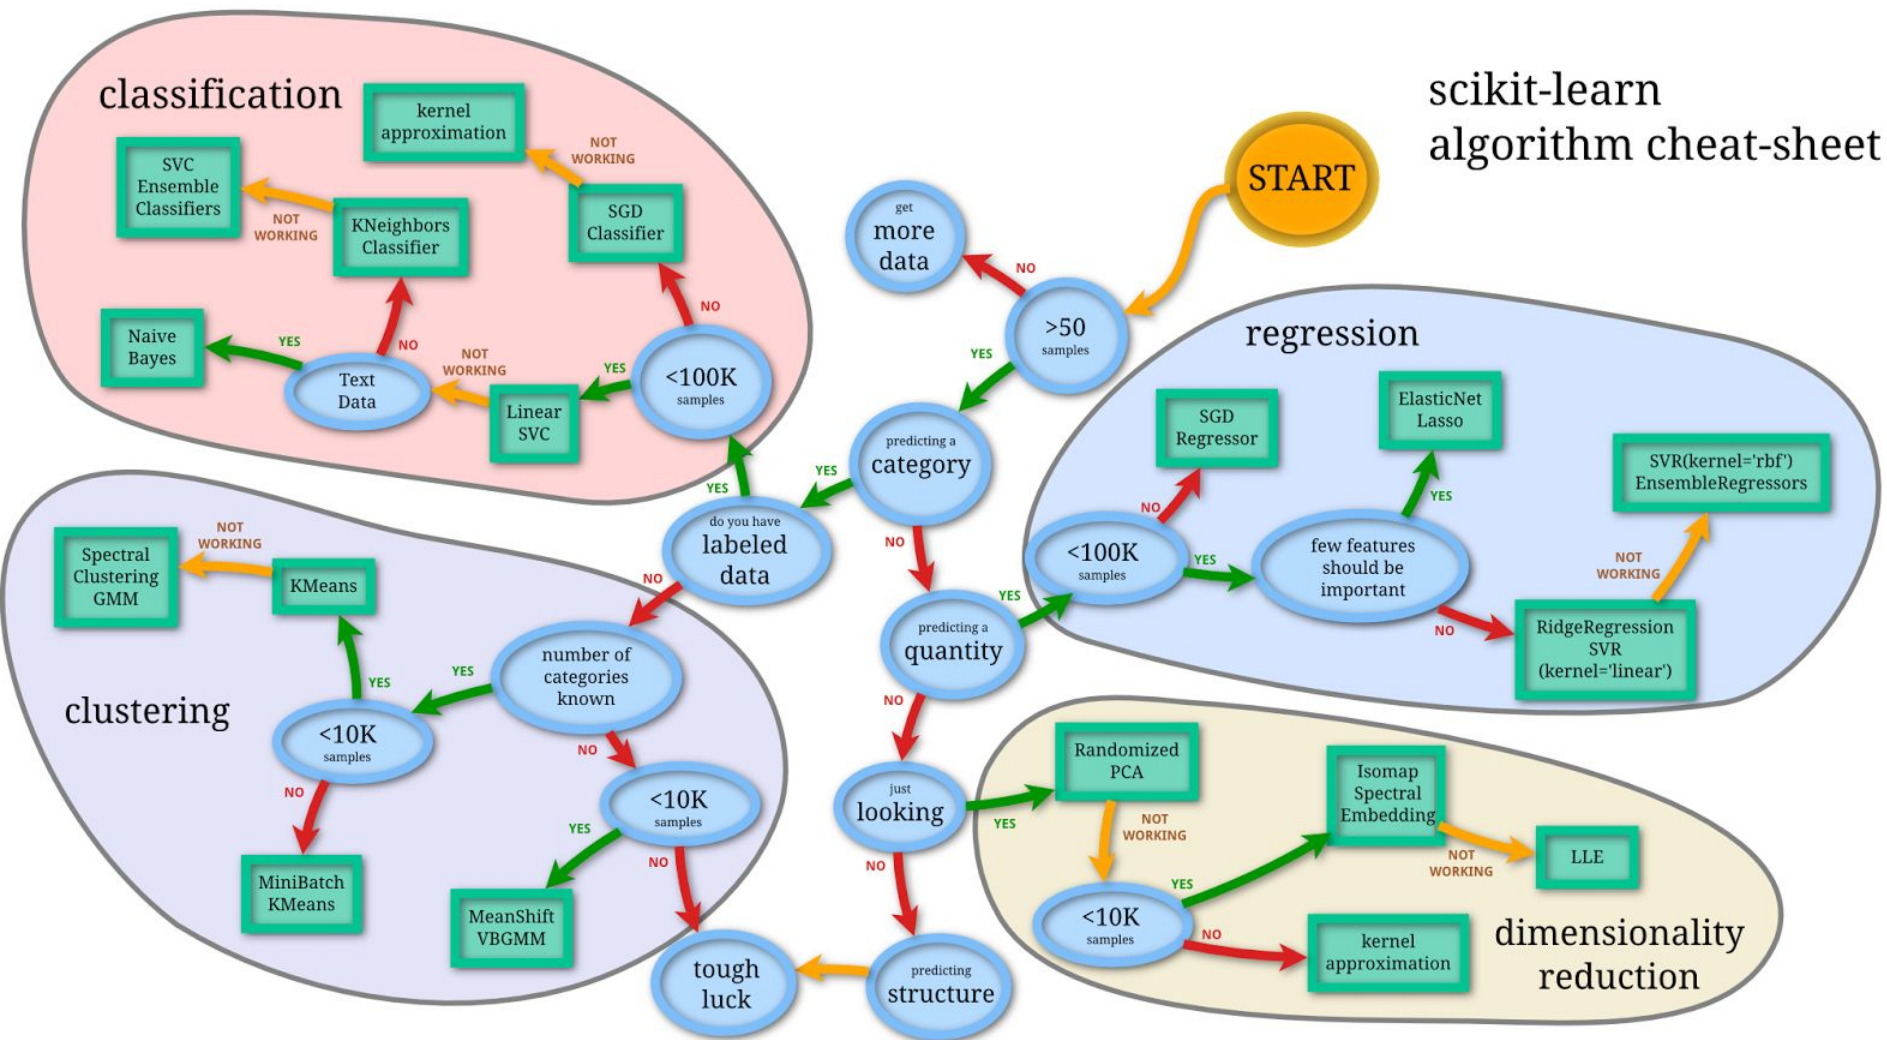 scikit-learn
algorithm cheat-sheet
START
>50
samples
NO
get
more
data
YES
predicting a
category
YES
do you have
labeled
data
YES
NO
NO
predicting a
quantity
YES
NO
just
looking
YES
NO
predicting
structure
tough
luck
classification
<100K
samples
NO
SGD
Classifier
NOT
WORKING
kernel
approximation
YES
Linear
SVC
NOT
WORKING
Text
Data
YES
Naive
Bayes
NO
KNeighbors
Classifier
NOT
WORKING
SVC
Ensemble
Classifiers
clustering
number of
categories
known
YES
<10K
samples
YES
KMeans
NOT
WORKING
Spectral
Clustering
GMM
NO
MiniBatch
KMeans
NO
<10K
samples
YES
MeanShift
VBGMM
NO
regression
<100K
samples
NO
SGD
Regressor
YES
few features
should be
important
YES
ElasticNet
Lasso
NO
RidgeRegression
SVR
(kernel='linear')
NOT
WORKING
SVR(kernel='rbf')
EnsembleRegressors
dimensionality
reduction
Randomized
PCA
NOT
WORKING
<10K
samples
YES
Isomap
Spectral
Embedding
NOT
WORKING
LLE
NO
kernel
approximation